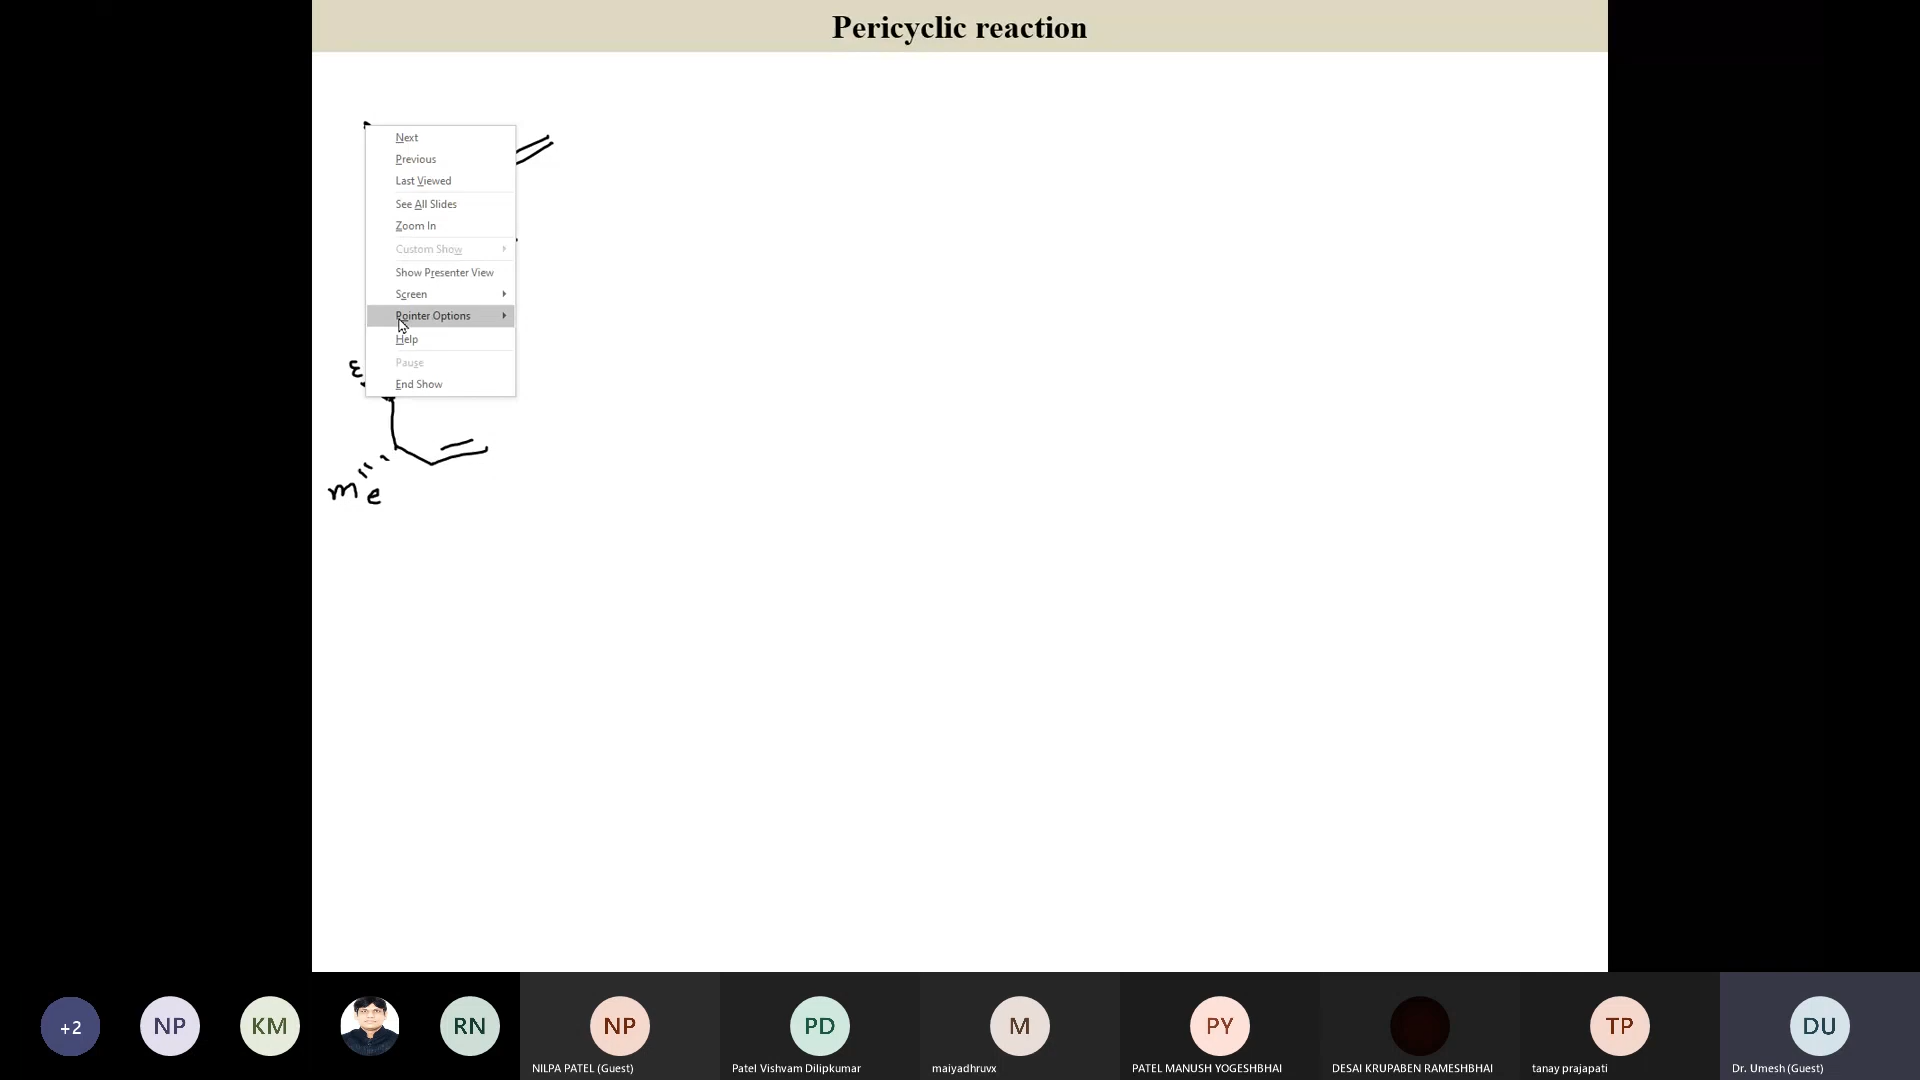 Pericyclic reaction
Next
Previous
Last Viewed
See All Slides
Zoom In
Custom Show
Show Presenter View
Screen
Pointer Options
Help
Pause
End Show
me
+2
NP
KM
RN
NP
PD
M
PY
TP
DU
NILPA PATEL (Guest)
Patel Vishvam Dilipkumar
maiyadhruvx
PATEL MANUSH YOGESHBHAI
DESAI KRUPABEN RAMESHBHAI
tanay prajapati
Dr. Umesh (Guest)